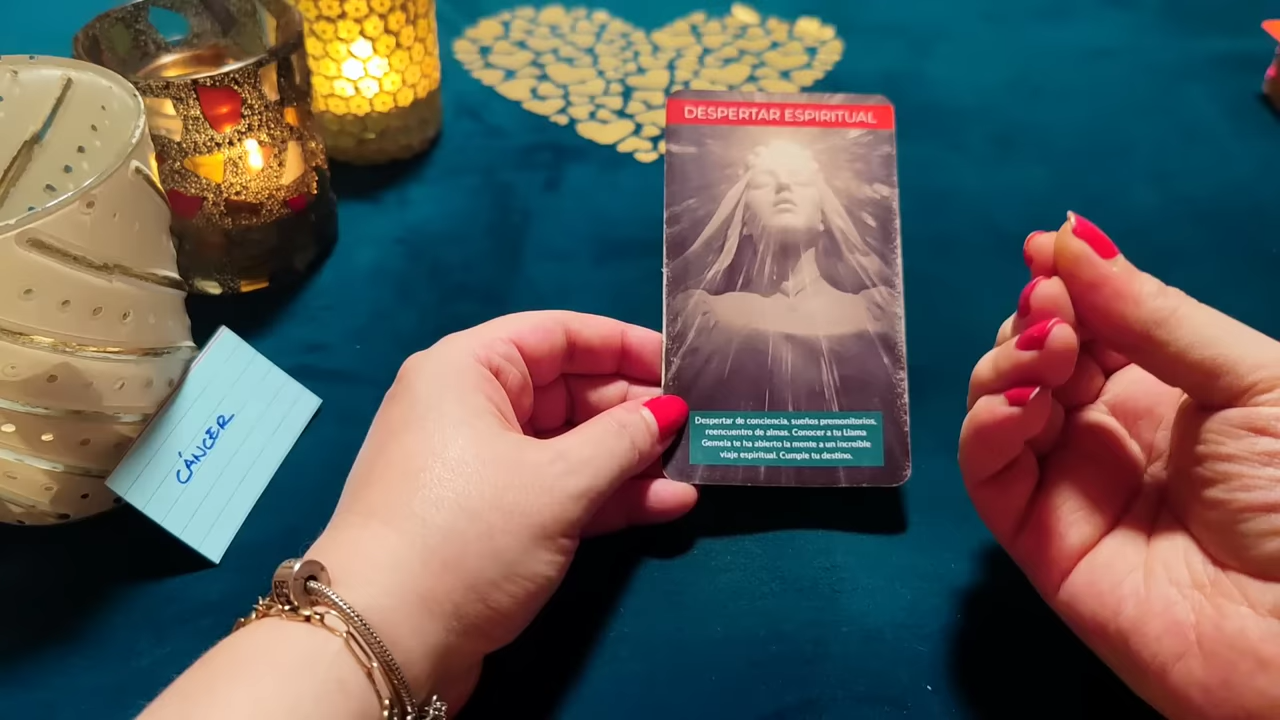 DESPERTAR ESPIRITUAL
Despertar de conciencia, sueños premonitorios,
reencuentro de almas. Conocer a tu Llama
Gemela te ha abierto la mente a un increíble
viaje espiritual. Cumple tu destino.
CÁNCER